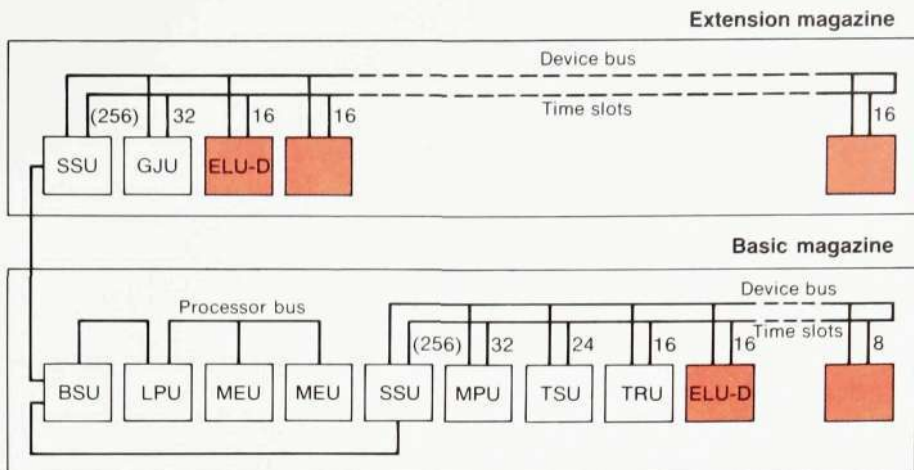 Extension magazine
Device bus
Time slots
(256) 32 16 16 16
SSU GJU ELU-D
Basic magazine
Device bus
Processor bus
Time slots
(256) 32 24 16 16 8
BSU LPU MEU MEU SSU MPU TSU TRU ELU-D